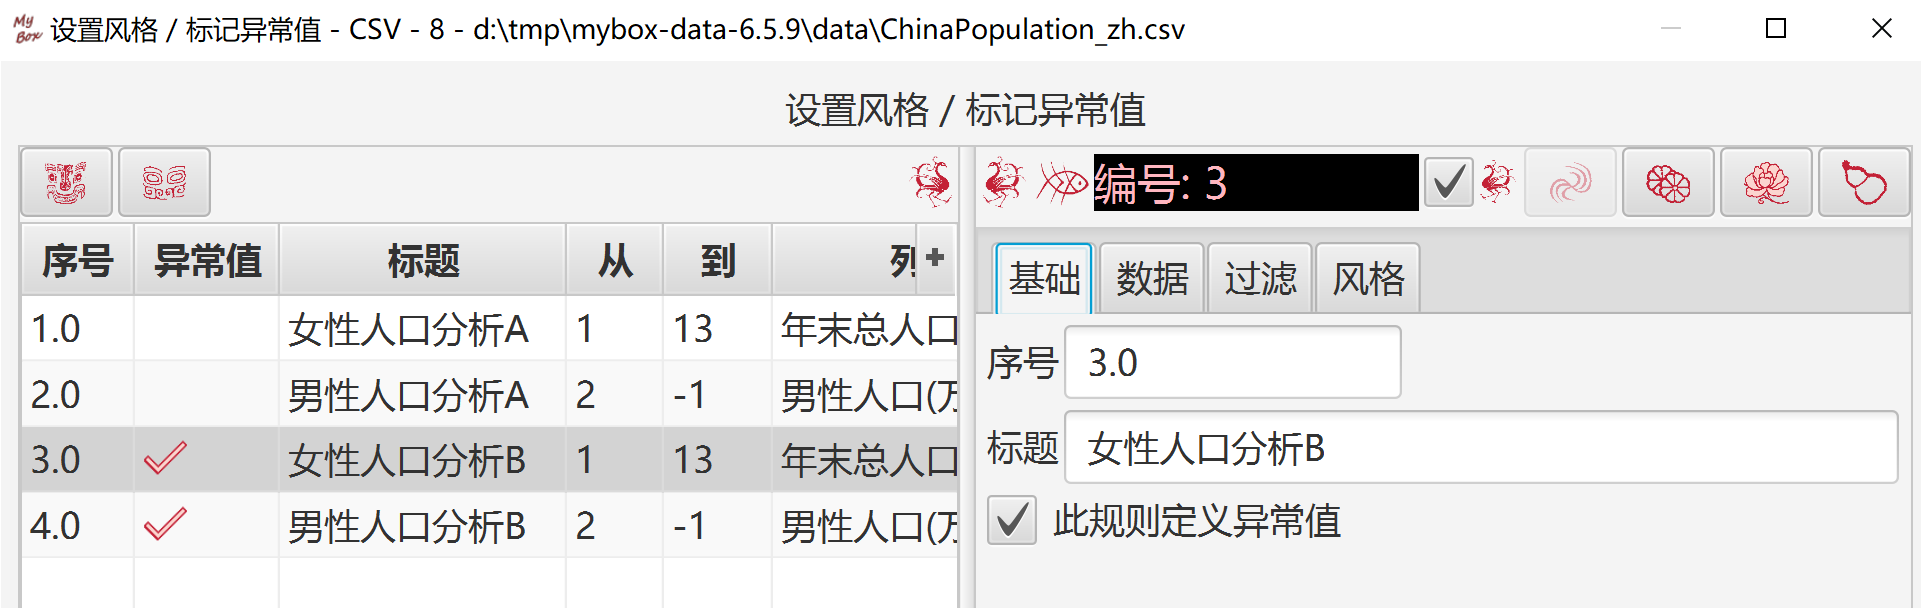 My Box 设置风格 / 标记异常值 - CSV - 8 - d:\tmp\mybox-data-6.5.9\data\ChinaPopulation_zh.csv
设置风格 / 标记异常值
编号: 3
序号 异常值 标题 从 到 列 +
1.0 女性人口分析A 1 13 年末总人口
2.0 男性人口分析A 2 -1 男性人口(万
3.0 女性人口分析B 1 13 年末总人口
4.0 男性人口分析B 2 -1 男性人口(万
基础 数据 过滤 风格
序号 3.0
标题 女性人口分析B
此规则定义异常值